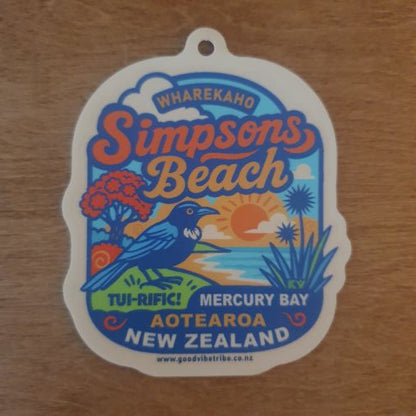 WHAREKAHO
Simpsons
Beach
TUI-RIFIC!
MERCURY BAY
AOTEAROA
NEW ZEALAND
www.goodvibetribe.co.nz